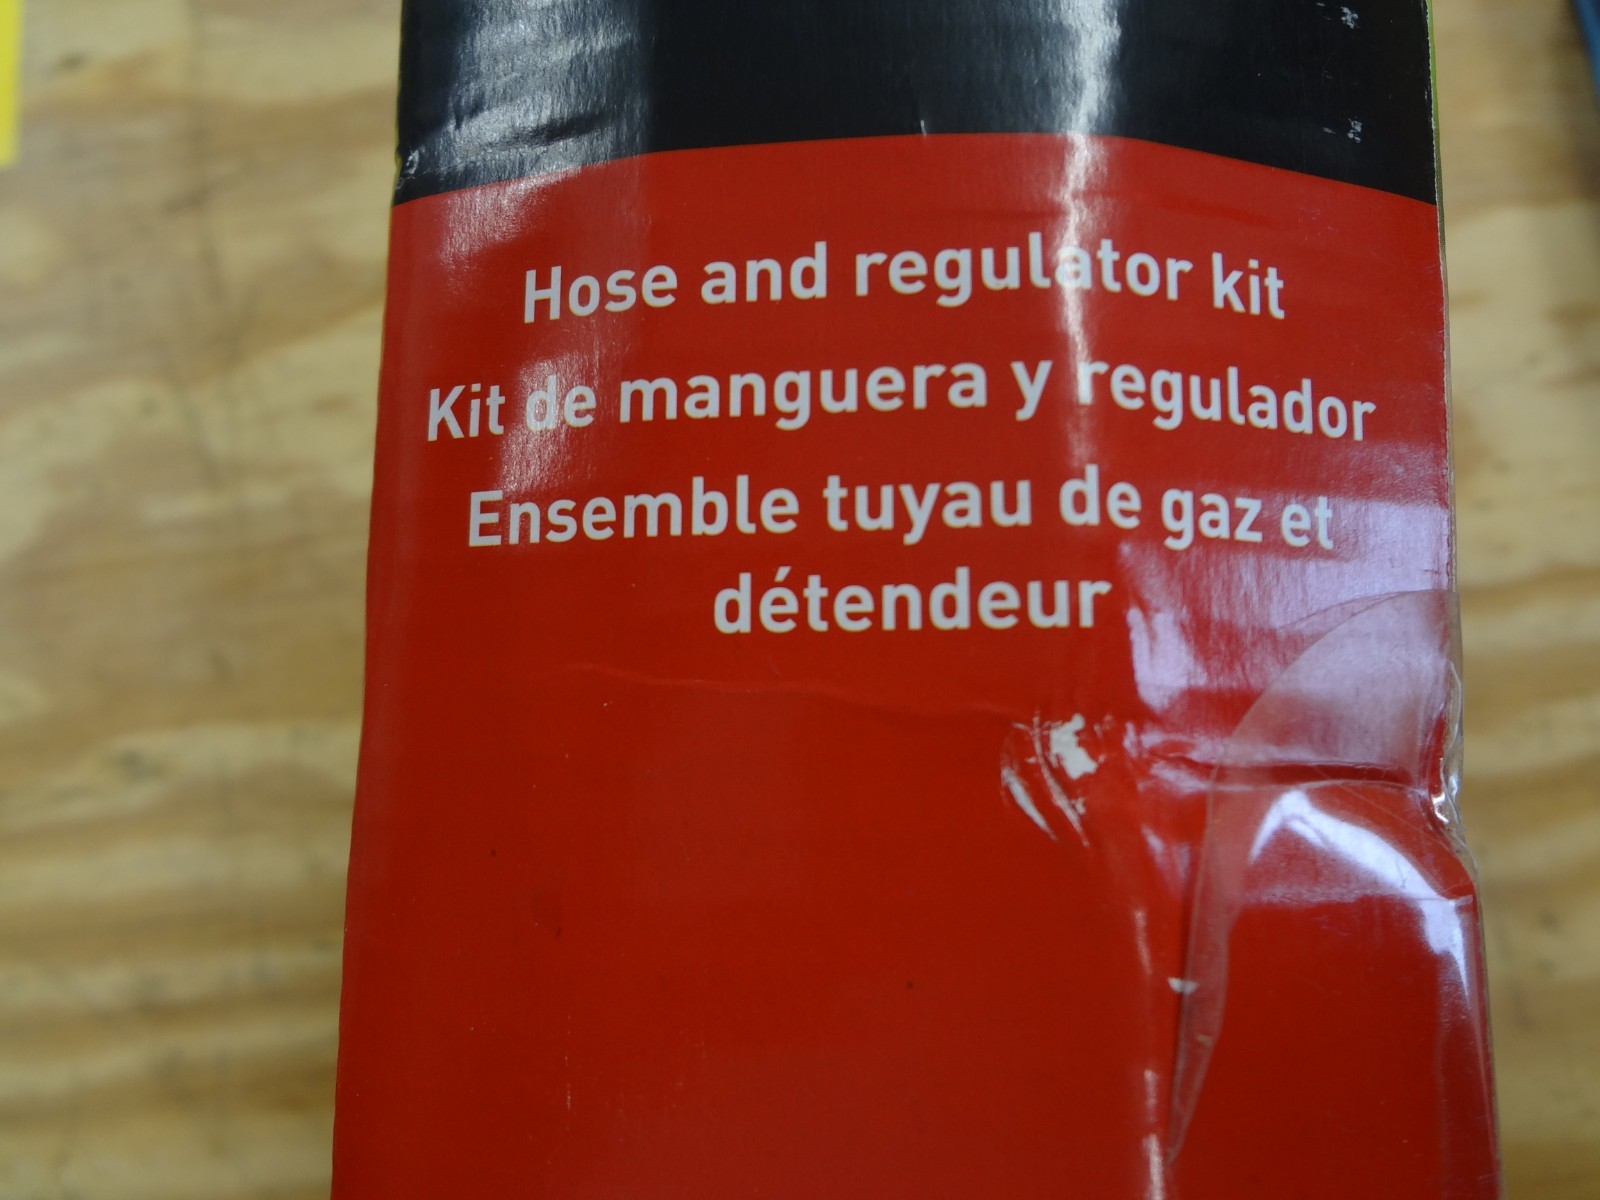 Hose and regulator kit
Kit de manguera y regulador
Ensemble tuyau de gaz et
détendeur